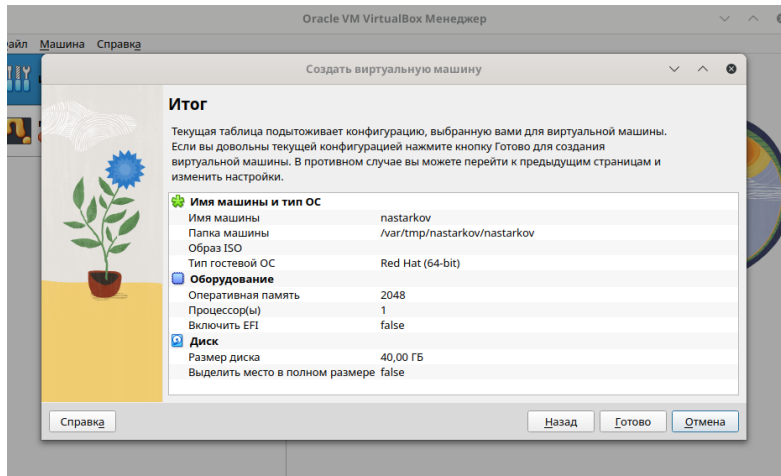 Oracle VM VirtualBox Менеджер
айл Машина Справка
Создать виртуальную машину
Итог
Текущая таблица подытоживает конфигурацию, выбранную вами для виртуальной машины.
Если вы довольны текущей конфигурацией нажмите кнопку Готово для создания
виртуальной машины. В противном случае вы можете перейти к предыдущим страницам и
изменить настройки.
Имя машины и тип ОС
Имя машины nastarkov
Папка машины /var/tmp/nastarkov/nastarkov
Образ ISO
Тип гостевой ОС Red Hat (64-bit)
Оборудование
Оперативная память 2048
Процессор(ы) 1
Включить EFI false
Диск
Размер диска 40,00 ГБ
Выделить место в полном размере false
Справка Назад Готово Отмена